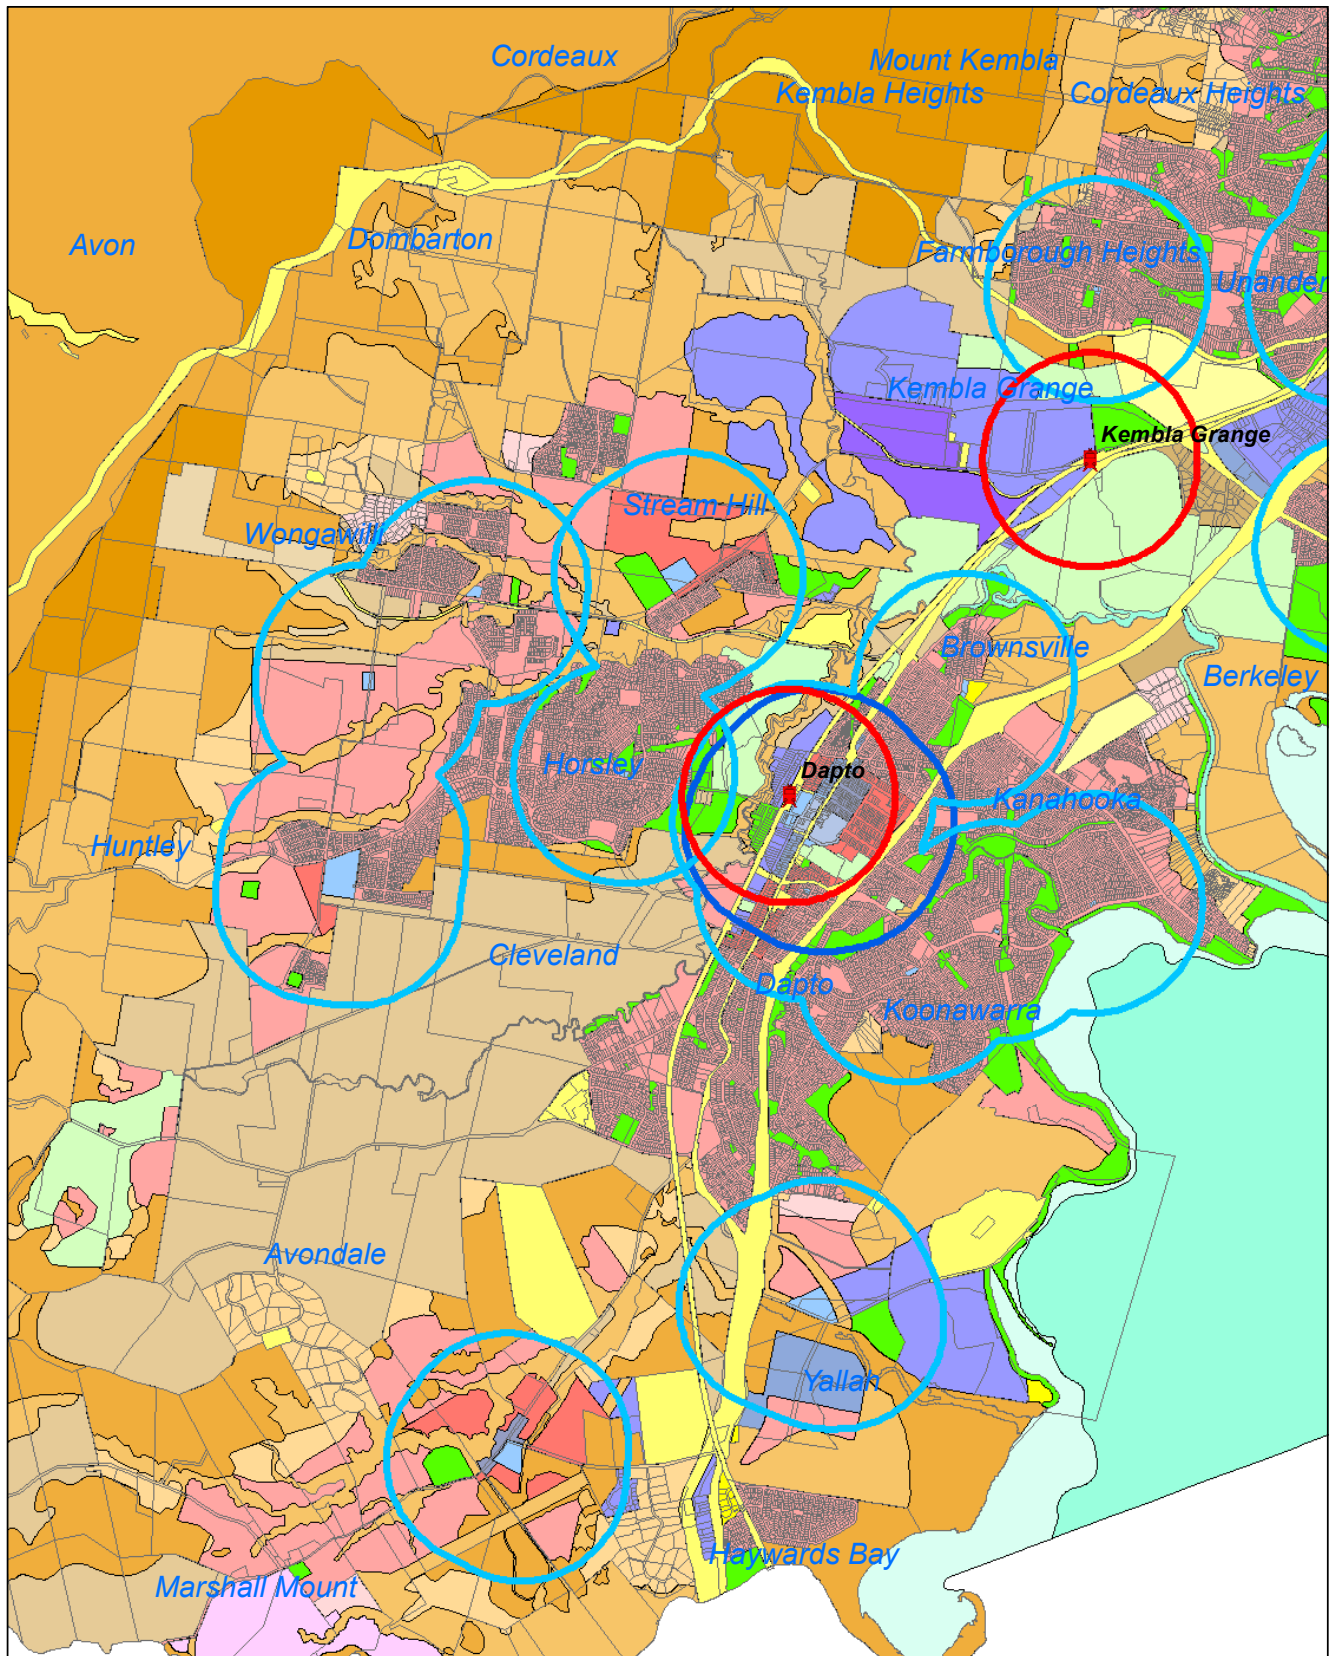 Cordeaux
Mount Kembla
Kembla Heights
Cordeaux Heights
Avon
Dombarton
Farmborough Heights
Unander
Kembla Grange
Kembla Grange
Stream Hill
Wongawilli
Brownsville
Berkeley
Horsley
Dapto
Kanahooka
Huntley
Cleveland
Dapto
Koonawarra
Avondale
Yallah
Haywards Bay
Marshall Mount